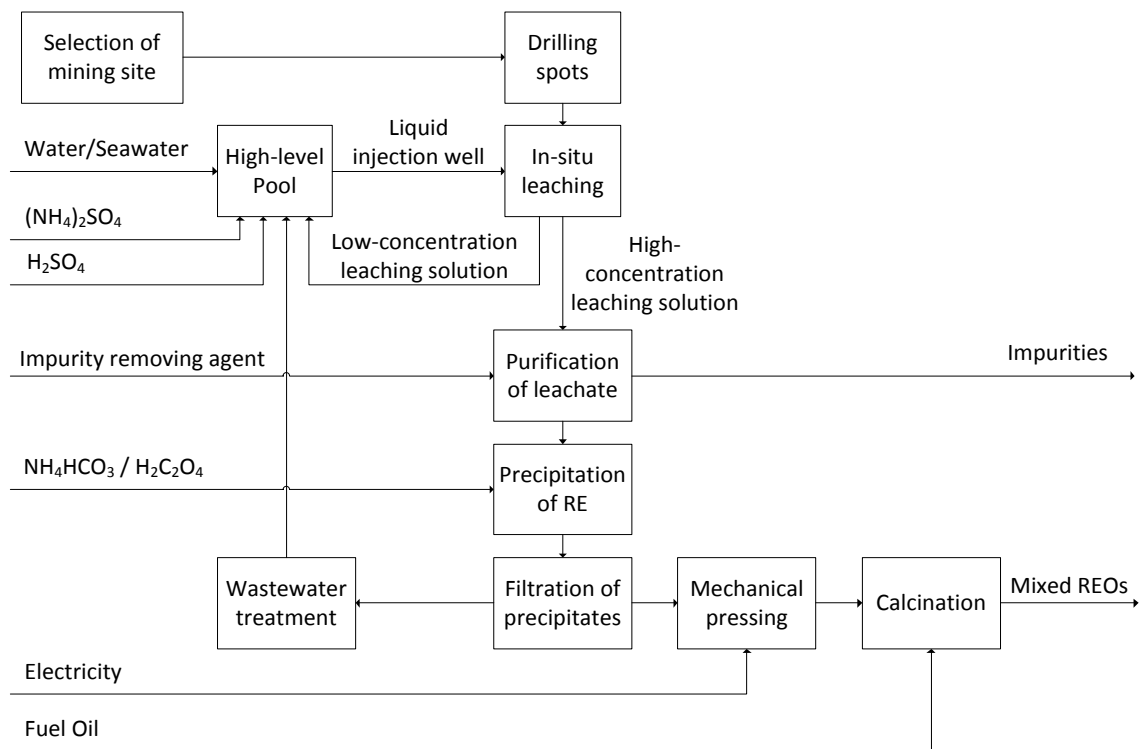 Selection of
mining site
Drilling
spots
Water/Seawater
High-level
Pool
Liquid
injection well
In-situ
leaching
(NH₄)₂SO₄
H₂SO₄
Low-concentration
leaching solution
High-
concentration
leaching solution
Impurity removing agent
Purification
of leachate
Impurities
NH₄HCO₃ / H₂C₂O₄
Precipitation
of RE
Wastewater
treatment
Filtration of
precipitates
Mechanical
pressing
Calcination
Mixed REOs
Electricity
Fuel Oil